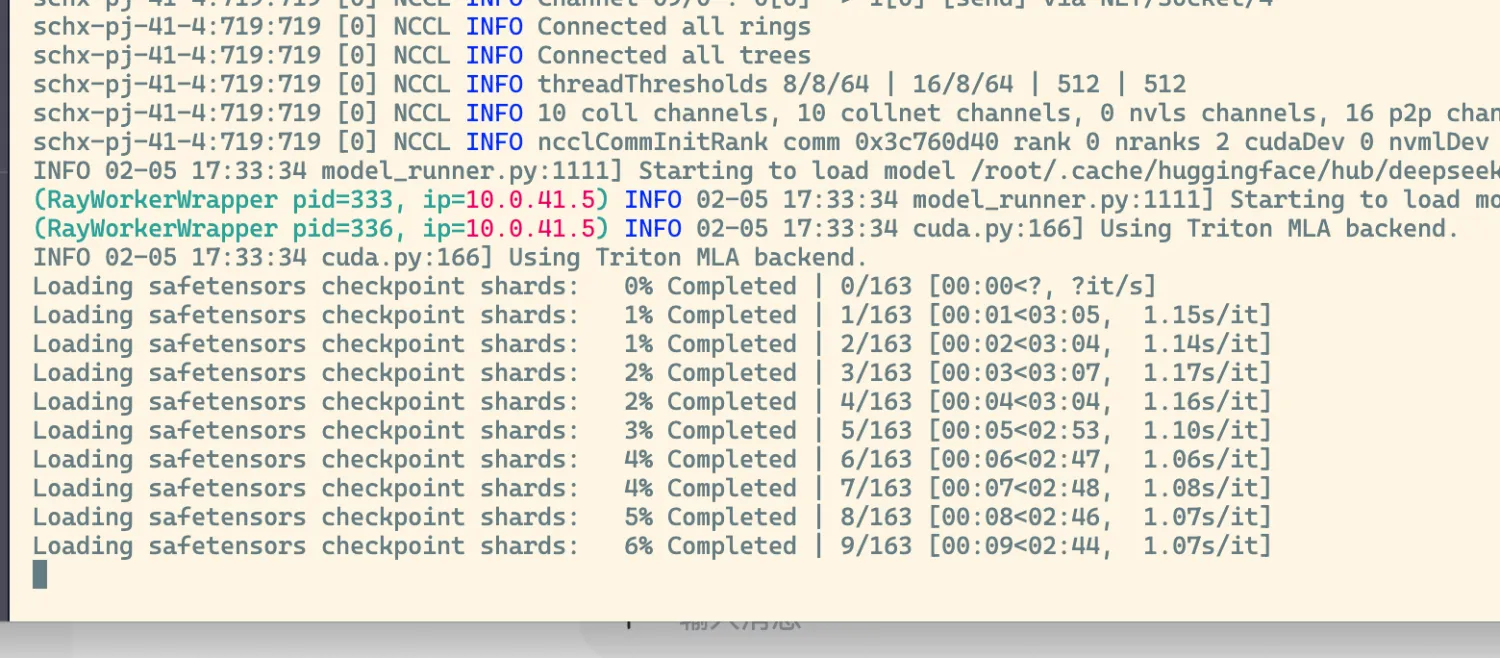 schx-pj-41-4:719:719 [0] NCCL INFO Channel 09/0 : 0[0] -> 1[0] [send] via NET/Socket/4
schx-pj-41-4:719:719 [0] NCCL INFO Connected all rings
schx-pj-41-4:719:719 [0] NCCL INFO Connected all trees
schx-pj-41-4:719:719 [0] NCCL INFO threadThresholds 8/8/64 | 16/8/64 | 512 | 512
schx-pj-41-4:719:719 [0] NCCL INFO 10 coll channels, 10 collnet channels, 0 nvls channels, 16 p2p chan
schx-pj-41-4:719:719 [0] NCCL INFO ncclCommInitRank comm 0x3c760d40 rank 0 nranks 2 cudaDev 0 nvmlDev
INFO 02-05 17:33:34 model_runner.py:1111] Starting to load model /root/.cache/huggingface/hub/deepseek
(RayWorkerWrapper pid=333, ip=10.0.41.5) INFO 02-05 17:33:34 model_runner.py:1111] Starting to load mo
(RayWorkerWrapper pid=336, ip=10.0.41.5) INFO 02-05 17:33:34 cuda.py:166] Using Triton MLA backend.
INFO 02-05 17:33:34 cuda.py:166] Using Triton MLA backend.
Loading safetensors checkpoint shards:   0% Completed | 0/163 [00:00<?, ?it/s]
Loading safetensors checkpoint shards:   1% Completed | 1/163 [00:01<03:05,  1.15s/it]
Loading safetensors checkpoint shards:   1% Completed | 2/163 [00:02<03:04,  1.14s/it]
Loading safetensors checkpoint shards:   2% Completed | 3/163 [00:03<03:07,  1.17s/it]
Loading safetensors checkpoint shards:   2% Completed | 4/163 [00:04<03:04,  1.16s/it]
Loading safetensors checkpoint shards:   3% Completed | 5/163 [00:05<02:53,  1.10s/it]
Loading safetensors checkpoint shards:   4% Completed | 6/163 [00:06<02:47,  1.06s/it]
Loading safetensors checkpoint shards:   4% Completed | 7/163 [00:07<02:48,  1.08s/it]
Loading safetensors checkpoint shards:   5% Completed | 8/163 [00:08<02:46,  1.07s/it]
Loading safetensors checkpoint shards:   6% Completed | 9/163 [00:09<02:44,  1.07s/it]
输入消息